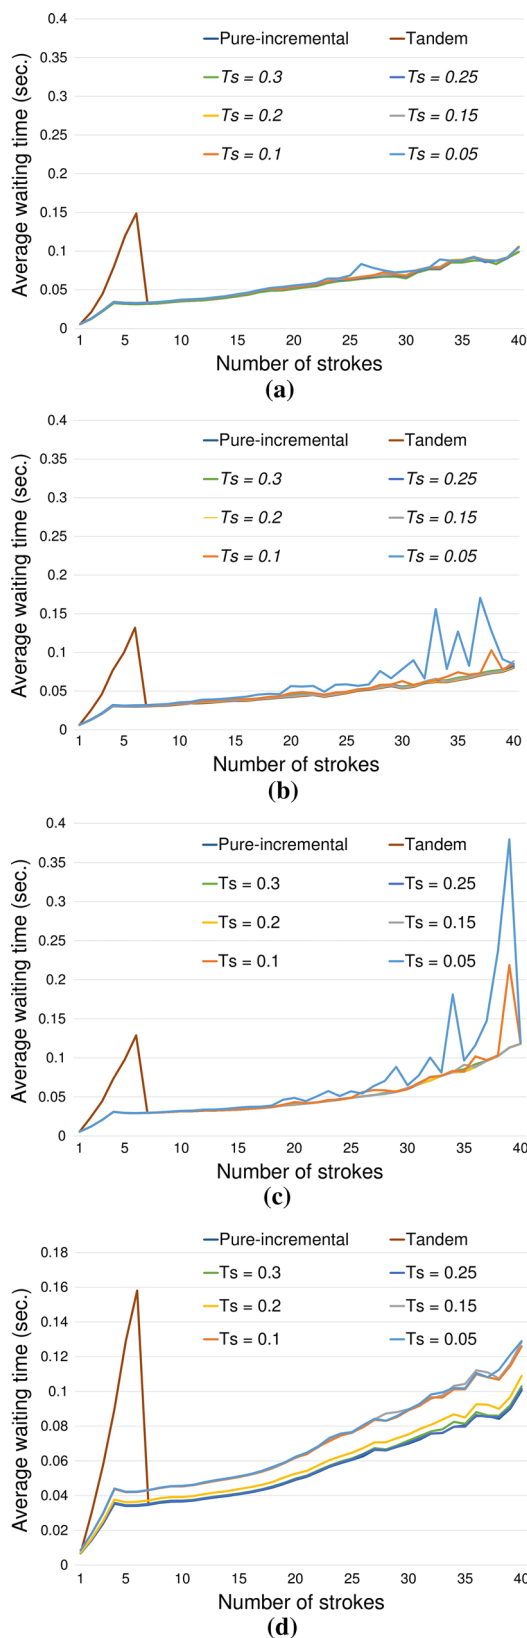 0.4
Pure-incremental Tandem
0.35
Ts = 0.3 Ts = 0.25
0.3
Ts = 0.2 Ts = 0.15
0.25
Ts = 0.1 Ts = 0.05
0.2
0.15
0.1
0.05
0
Average waiting time (sec.)
1 5 10 15 20 25 30 35 40
Number of strokes
(a)
0.4
Pure-incremental Tandem
0.35
Ts = 0.3 Ts = 0.25
0.3
Ts = 0.2 Ts = 0.15
0.25
Ts = 0.1 Ts = 0.05
0.2
0.15
0.1
0.05
0
Average waiting time (sec.)
1 5 10 15 20 25 30 35 40
Number of strokes
(b)
0.4
Pure-incremental Tandem
0.35
Ts = 0.3 Ts = 0.25
0.3
Ts = 0.2 Ts = 0.15
0.25
Ts = 0.1 Ts = 0.05
0.2
0.15
0.1
0.05
0
Average waiting time (sec.)
1 5 10 15 20 25 30 35 40
Number of strokes
(c)
Pure-incremental Tandem
0.18
Ts = 0.3 Ts = 0.25
0.16
Ts = 0.2 Ts = 0.15
0.14
Ts = 0.1 Ts = 0.05
0.12
0.1
0.08
0.06
0.04
0.02
0
Average waiting time (sec.)
1 5 10 15 20 25 30 35 40
Number of strokes
(d)